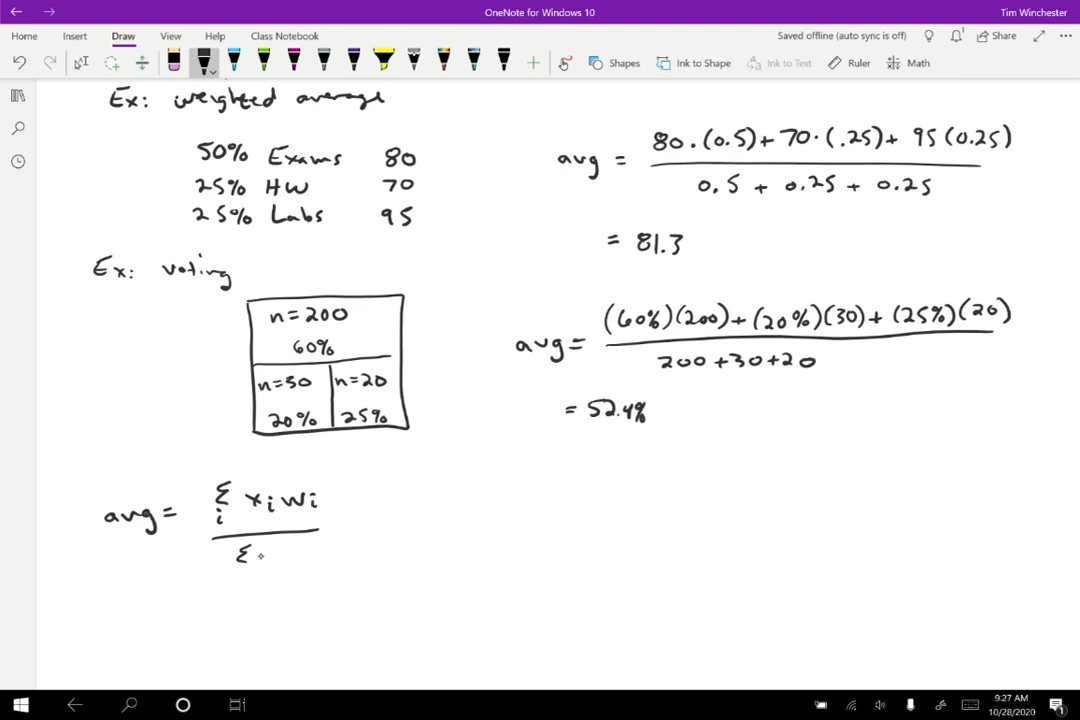 OneNote for Windows 10
Tim Winchester
Home Insert Draw View Help Class Notebook
Saved offline (auto sync is off) Share
Shapes Ink to Shape Ink to Text Ruler Math
Ex: weighted average
50% Exams 80
25% HW 70
25% Labs 95
avg = 80·(0.5)+70·(.25)+95(0.25)
0.5 + 0.25 + 0.25
= 81.3
Ex: voting
n=200
60%
n=30 n=20
20% 25%
avg= (60%)(200)+(20%)(30)+(25%)(20)
200+30+20
= 52.4%
avg= Σ xᵢwᵢ
i
Σ
9:27 AM
10/28/2020
1